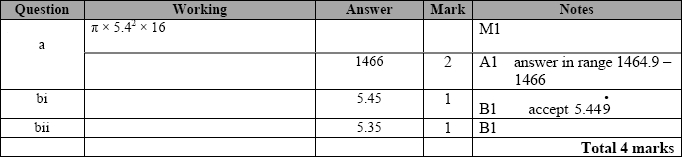 Question Working Answer Mark Notes
a π × 5.4² × 16 M1
1466 2 A1 answer in range 1464.9 –
1466
bi 5.45 1 B1 accept 5.449̇
bii 5.35 1 B1
Total 4 marks